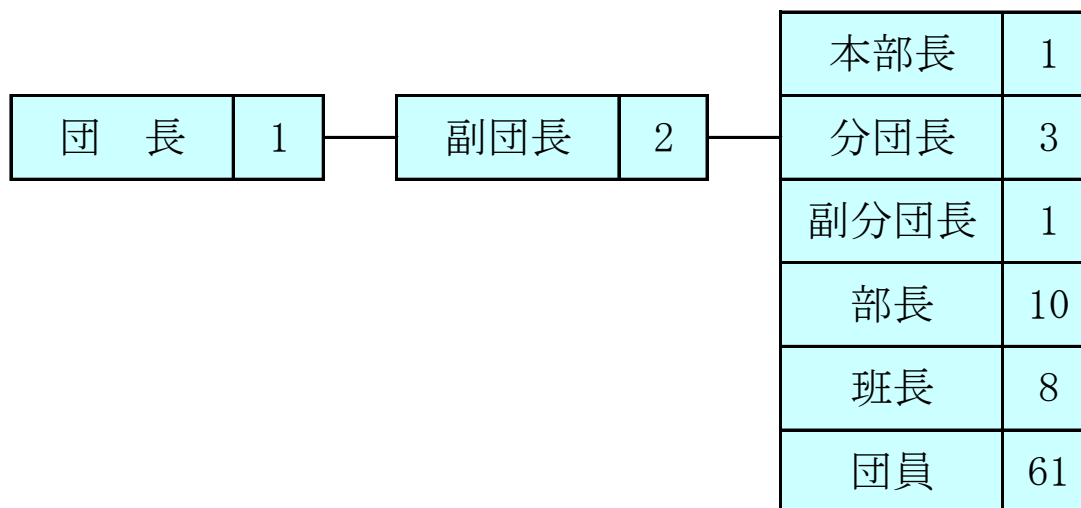 団　長 1
副団長 2
本部長 1
分団長 3
副分団長 1
部長 10
班長 8
団員 61